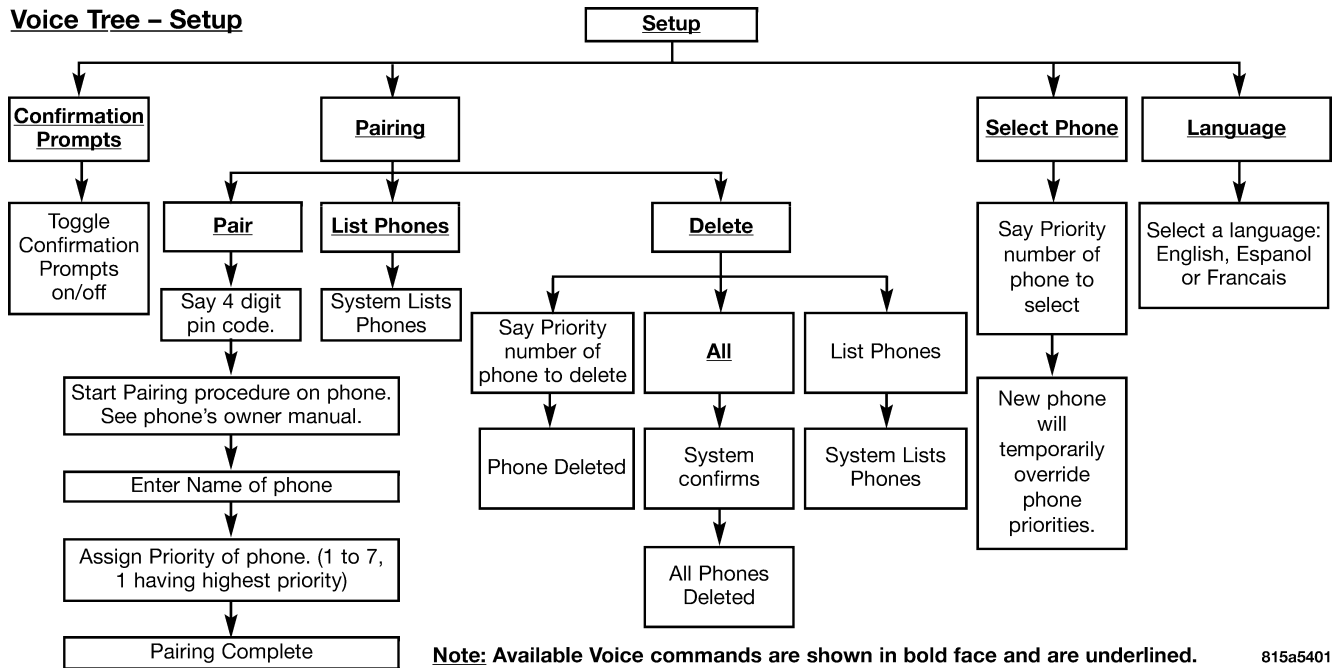 Voice Tree – Setup
Setup
Confirmation
Prompts
Pairing
Select Phone
Language
Toggle
Confirmation
Prompts
on/off
Pair
List Phones
Delete
Say Priority
number of
phone to
select
Select a language:
English, Espanol
or Francais
Say 4 digit
pin code.
System Lists
Phones
Say Priority
number of
phone to delete
All
List Phones
Start Pairing procedure on phone.
See phone's owner manual.
New phone
will
temporarily
override
phone
priorities.
Phone Deleted
System
confirms
System Lists
Phones
Enter Name of phone
Assign Priority of phone. (1 to 7,
1 having highest priority)
All Phones
Deleted
Pairing Complete
Note: Available Voice commands are shown in bold face and are underlined.
815a5401